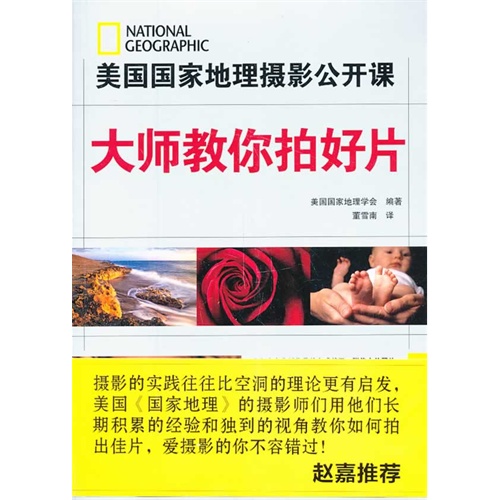 NATIONAL
GEOGRAPHIC
美国国家地理摄影公开课
大师教你拍好片
美国国家地理学会 编著
董雪南 译
摄影的实践往往比空洞的理论更有启发，
美国《国家地理》的摄影师们用他们长
期积累的经验和独到的视角教你如何拍
出佳片，爱摄影的你不容错过！
赵嘉推荐